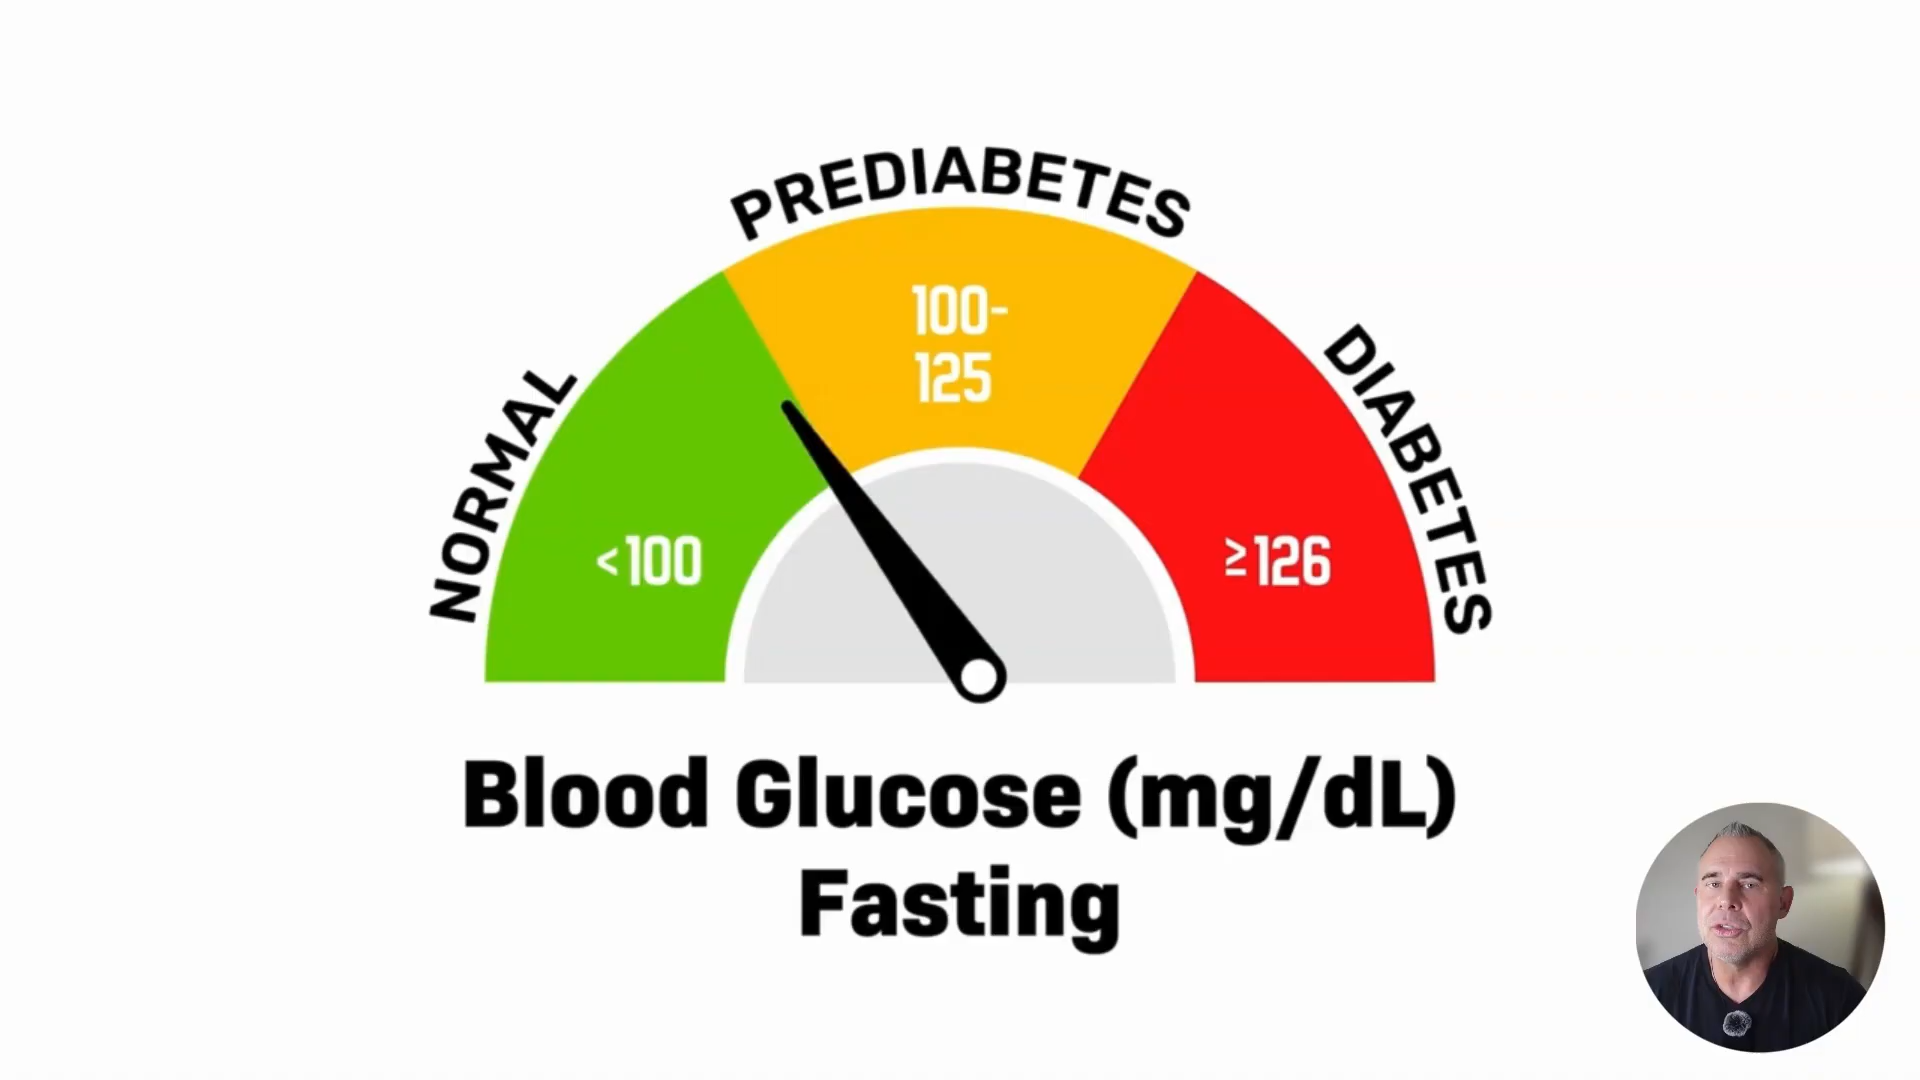 PREDIABETES
NORMAL
DIABETES
100-
125
<100
≥126
Blood Glucose (mg/dL)
Fasting